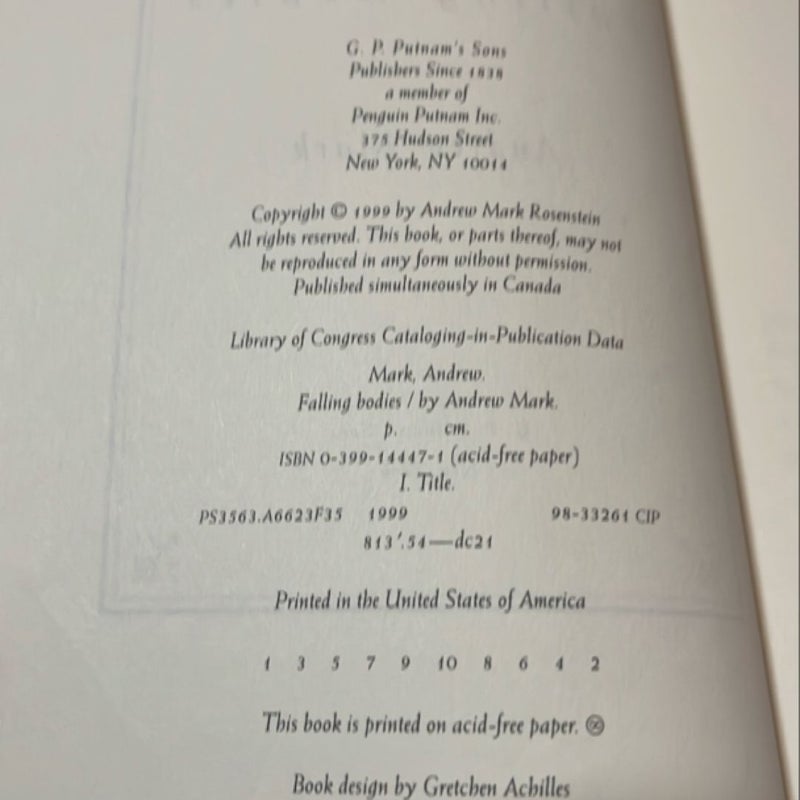 G. P. Putnam's Sons
Publishers Since 1838
a member of
Penguin Putnam Inc.
375 Hudson Street
New York, NY 10014
Copyright © 1999 by Andrew Mark Rosenstein
All rights reserved. This book, or parts thereof, may not
be reproduced in any form without permission.
Published simultaneously in Canada
Library of Congress Cataloging-in-Publication Data
Mark, Andrew.
Falling bodies / by Andrew Mark.
p. cm.
ISBN 0-399-14447-1 (acid-free paper)
I. Title.
PS3563.A6623F35 1999 98-33261 CIP
813'.54—dc21
Printed in the United States of America
1 3 5 7 9 10 8 6 4 2
This book is printed on acid-free paper. ♾
Book design by Gretchen Achilles